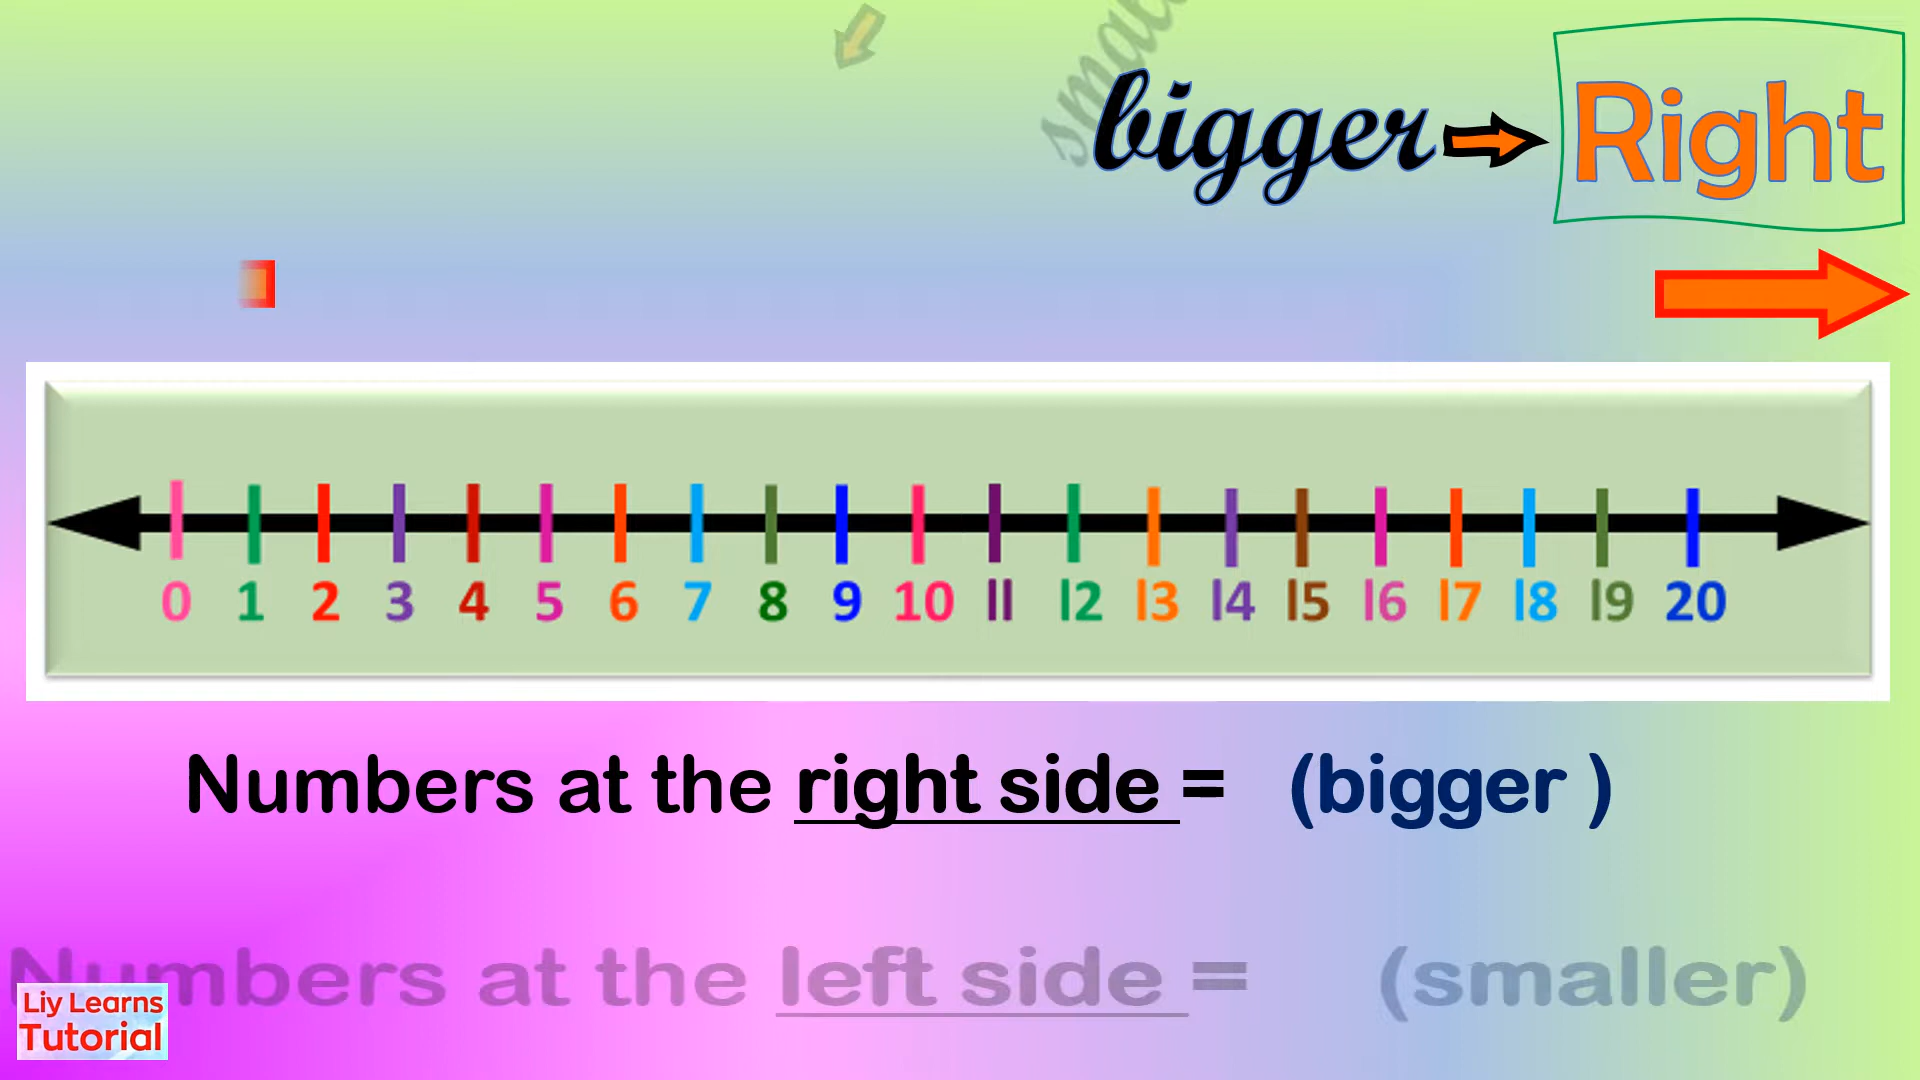 bigger Right
0 1 2 3 4 5 6 7 8 9 10 11 12 13 14 15 16 17 18 19 20
Numbers at the right side = (bigger )
Numbers at the left side = (smaller)
Liy Learns
Tutorial